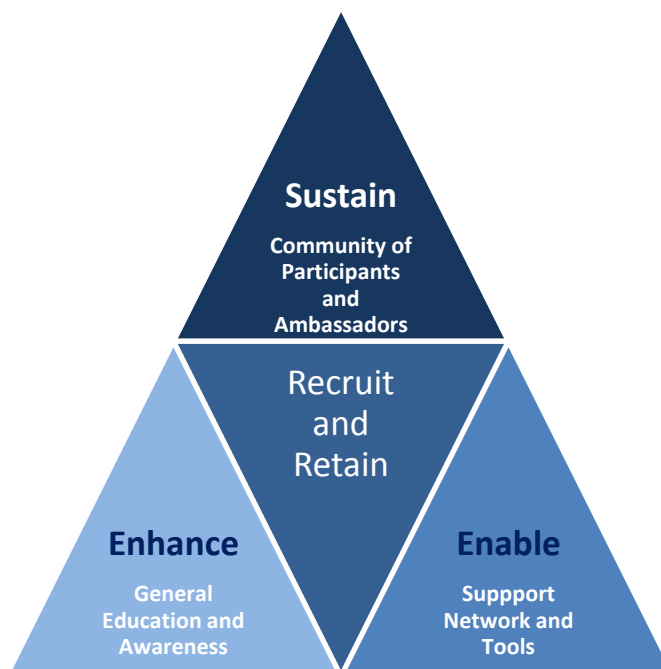 Sustain
Community of
Participants
and
Ambassadors
Recruit
and
Retain
Enhance
General
Education and
Awareness
Enable
Suppport
Network and
Tools